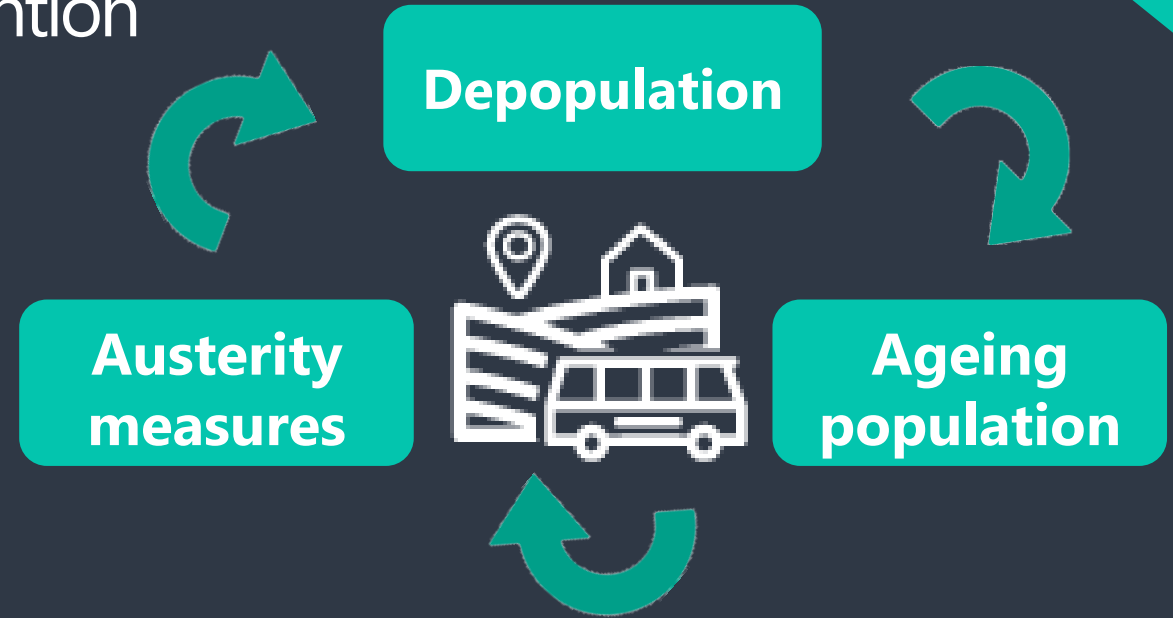 Depopulation
Austerity
measures
Ageing
population